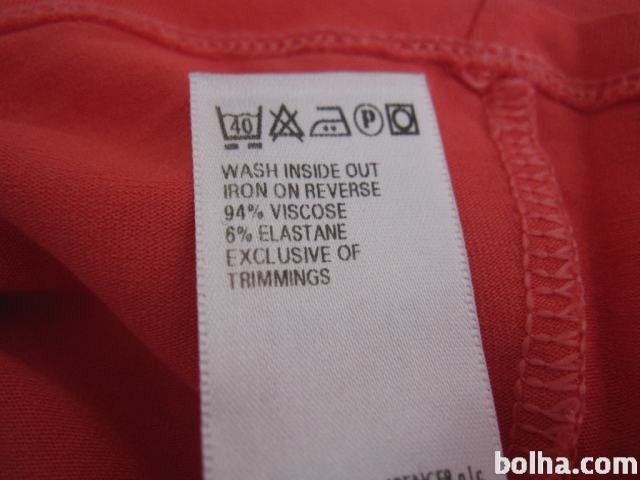 40 P
WASH INSIDE OUT
IRON ON REVERSE
94% VISCOSE
6% ELASTANE
EXCLUSIVE OF
TRIMMINGS
bolha.com